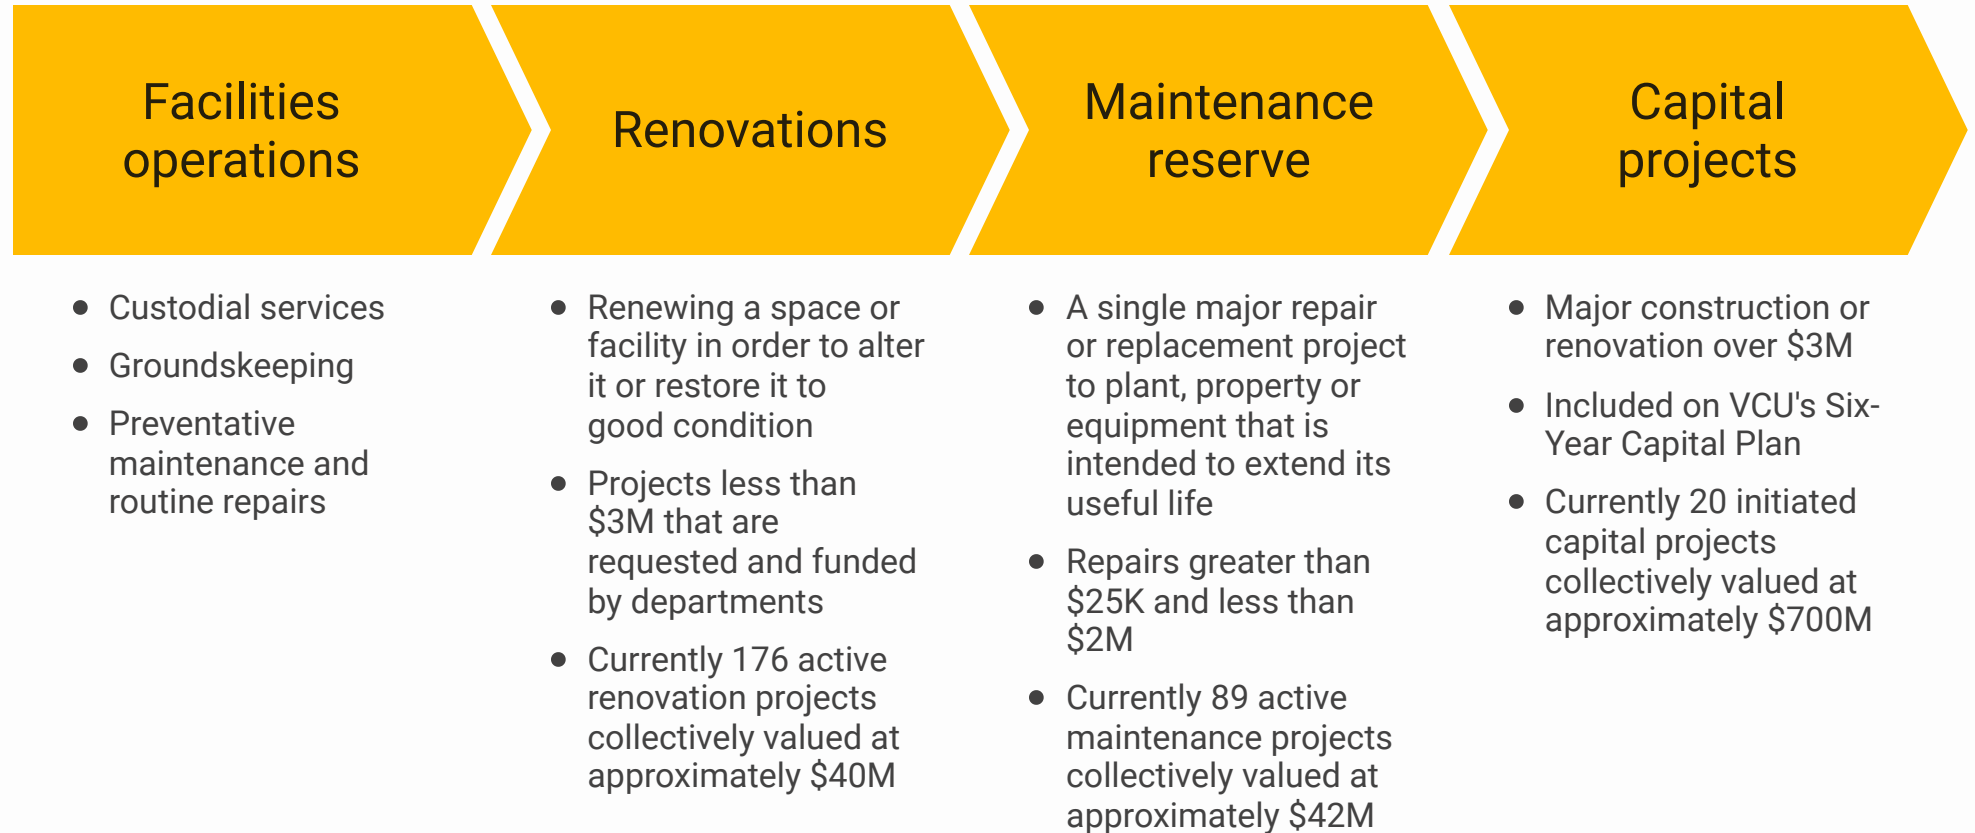 Facilities
operations
Renovations
Maintenance
reserve
Capital
projects
• Custodial services
• Groundskeeping
• Preventative
maintenance and
routine repairs
• Renewing a space or
facility in order to alter
it or restore it to
good condition
• Projects less than
$3M that are
requested and funded
by departments
• Currently 176 active
renovation projects
collectively valued at
approximately $40M
• A single major repair
or replacement project
to plant, property or
equipment that is
intended to extend its
useful life
• Repairs greater than
$25K and less than
$2M
• Currently 89 active
maintenance projects
collectively valued at
approximately $42M
• Major construction or
renovation over $3M
• Included on VCU's Six-
Year Capital Plan
• Currently 20 initiated
capital projects
collectively valued at
approximately $700M